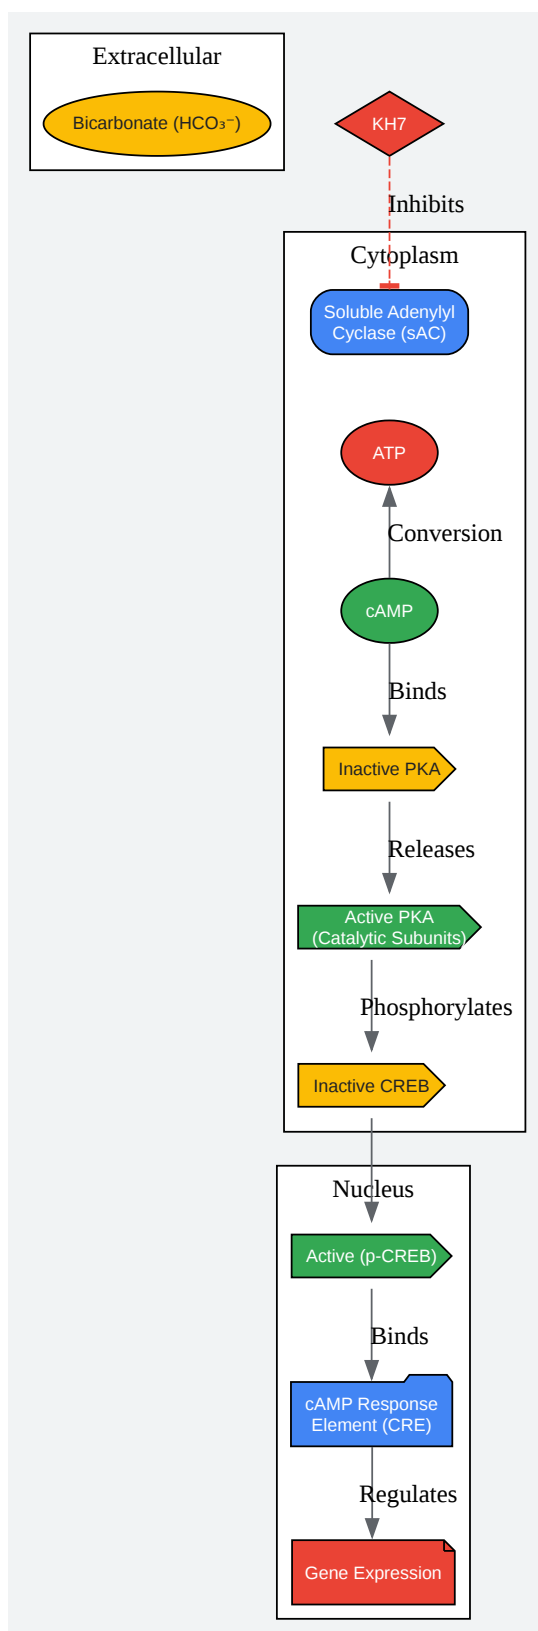 Extracellular
Bicarbonate (HCO₃⁻)
KH7
Inhibits
Cytoplasm
Soluble Adenylyl
Cyclase (sAC)
ATP
Conversion
cAMP
Binds
Inactive PKA
Releases
Active PKA
(Catalytic Subunits)
Phosphorylates
Inactive CREB
Nucleus
Active (p-CREB)
Binds
cAMP Response
Element (CRE)
Regulates
Gene Expression